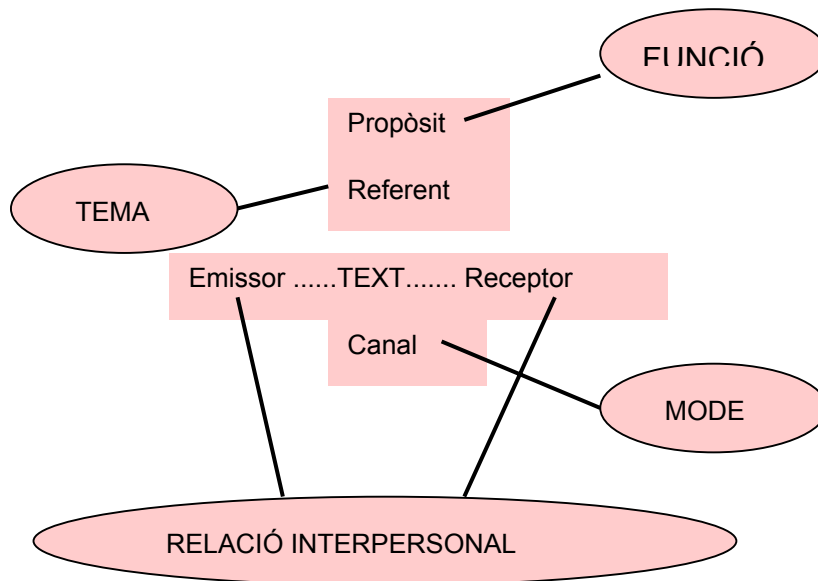 FUNCIÓ
Propòsit
Referent
TEMA
Emissor ......TEXT....... Receptor
Canal
MODE
RELACIÓ INTERPERSONAL